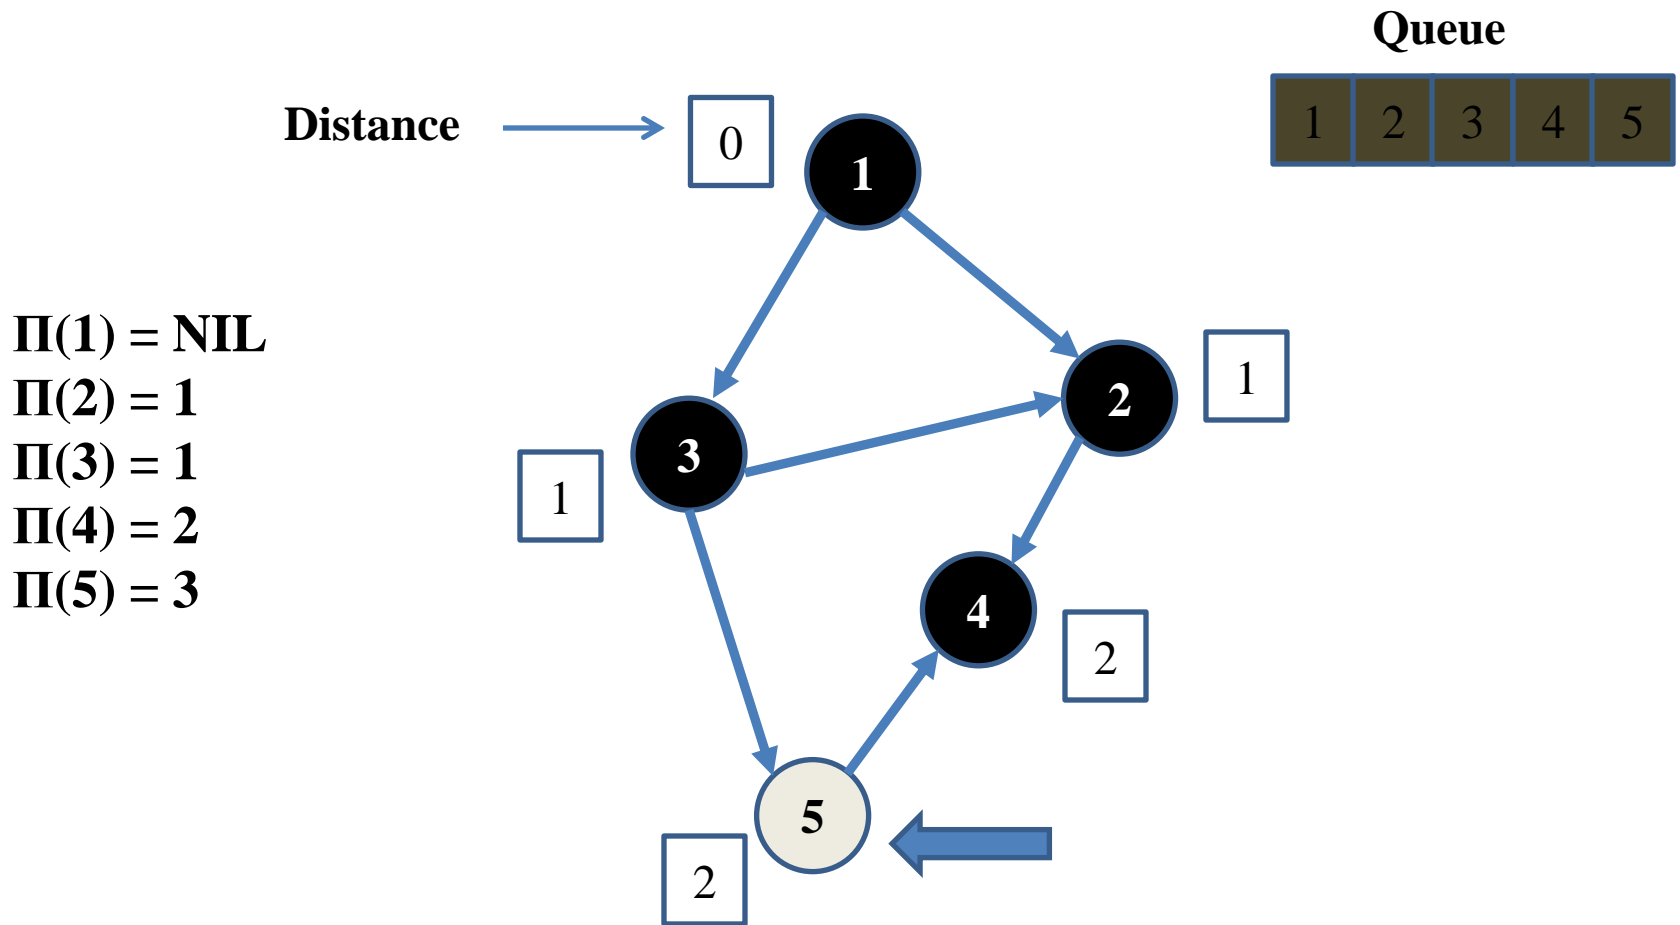 Queue
1 2 3 4 5
Distance
0
1
Π(1) = NIL
Π(2) = 1
Π(3) = 1
Π(4) = 2
Π(5) = 3
2
1
3
1
4
2
5
2